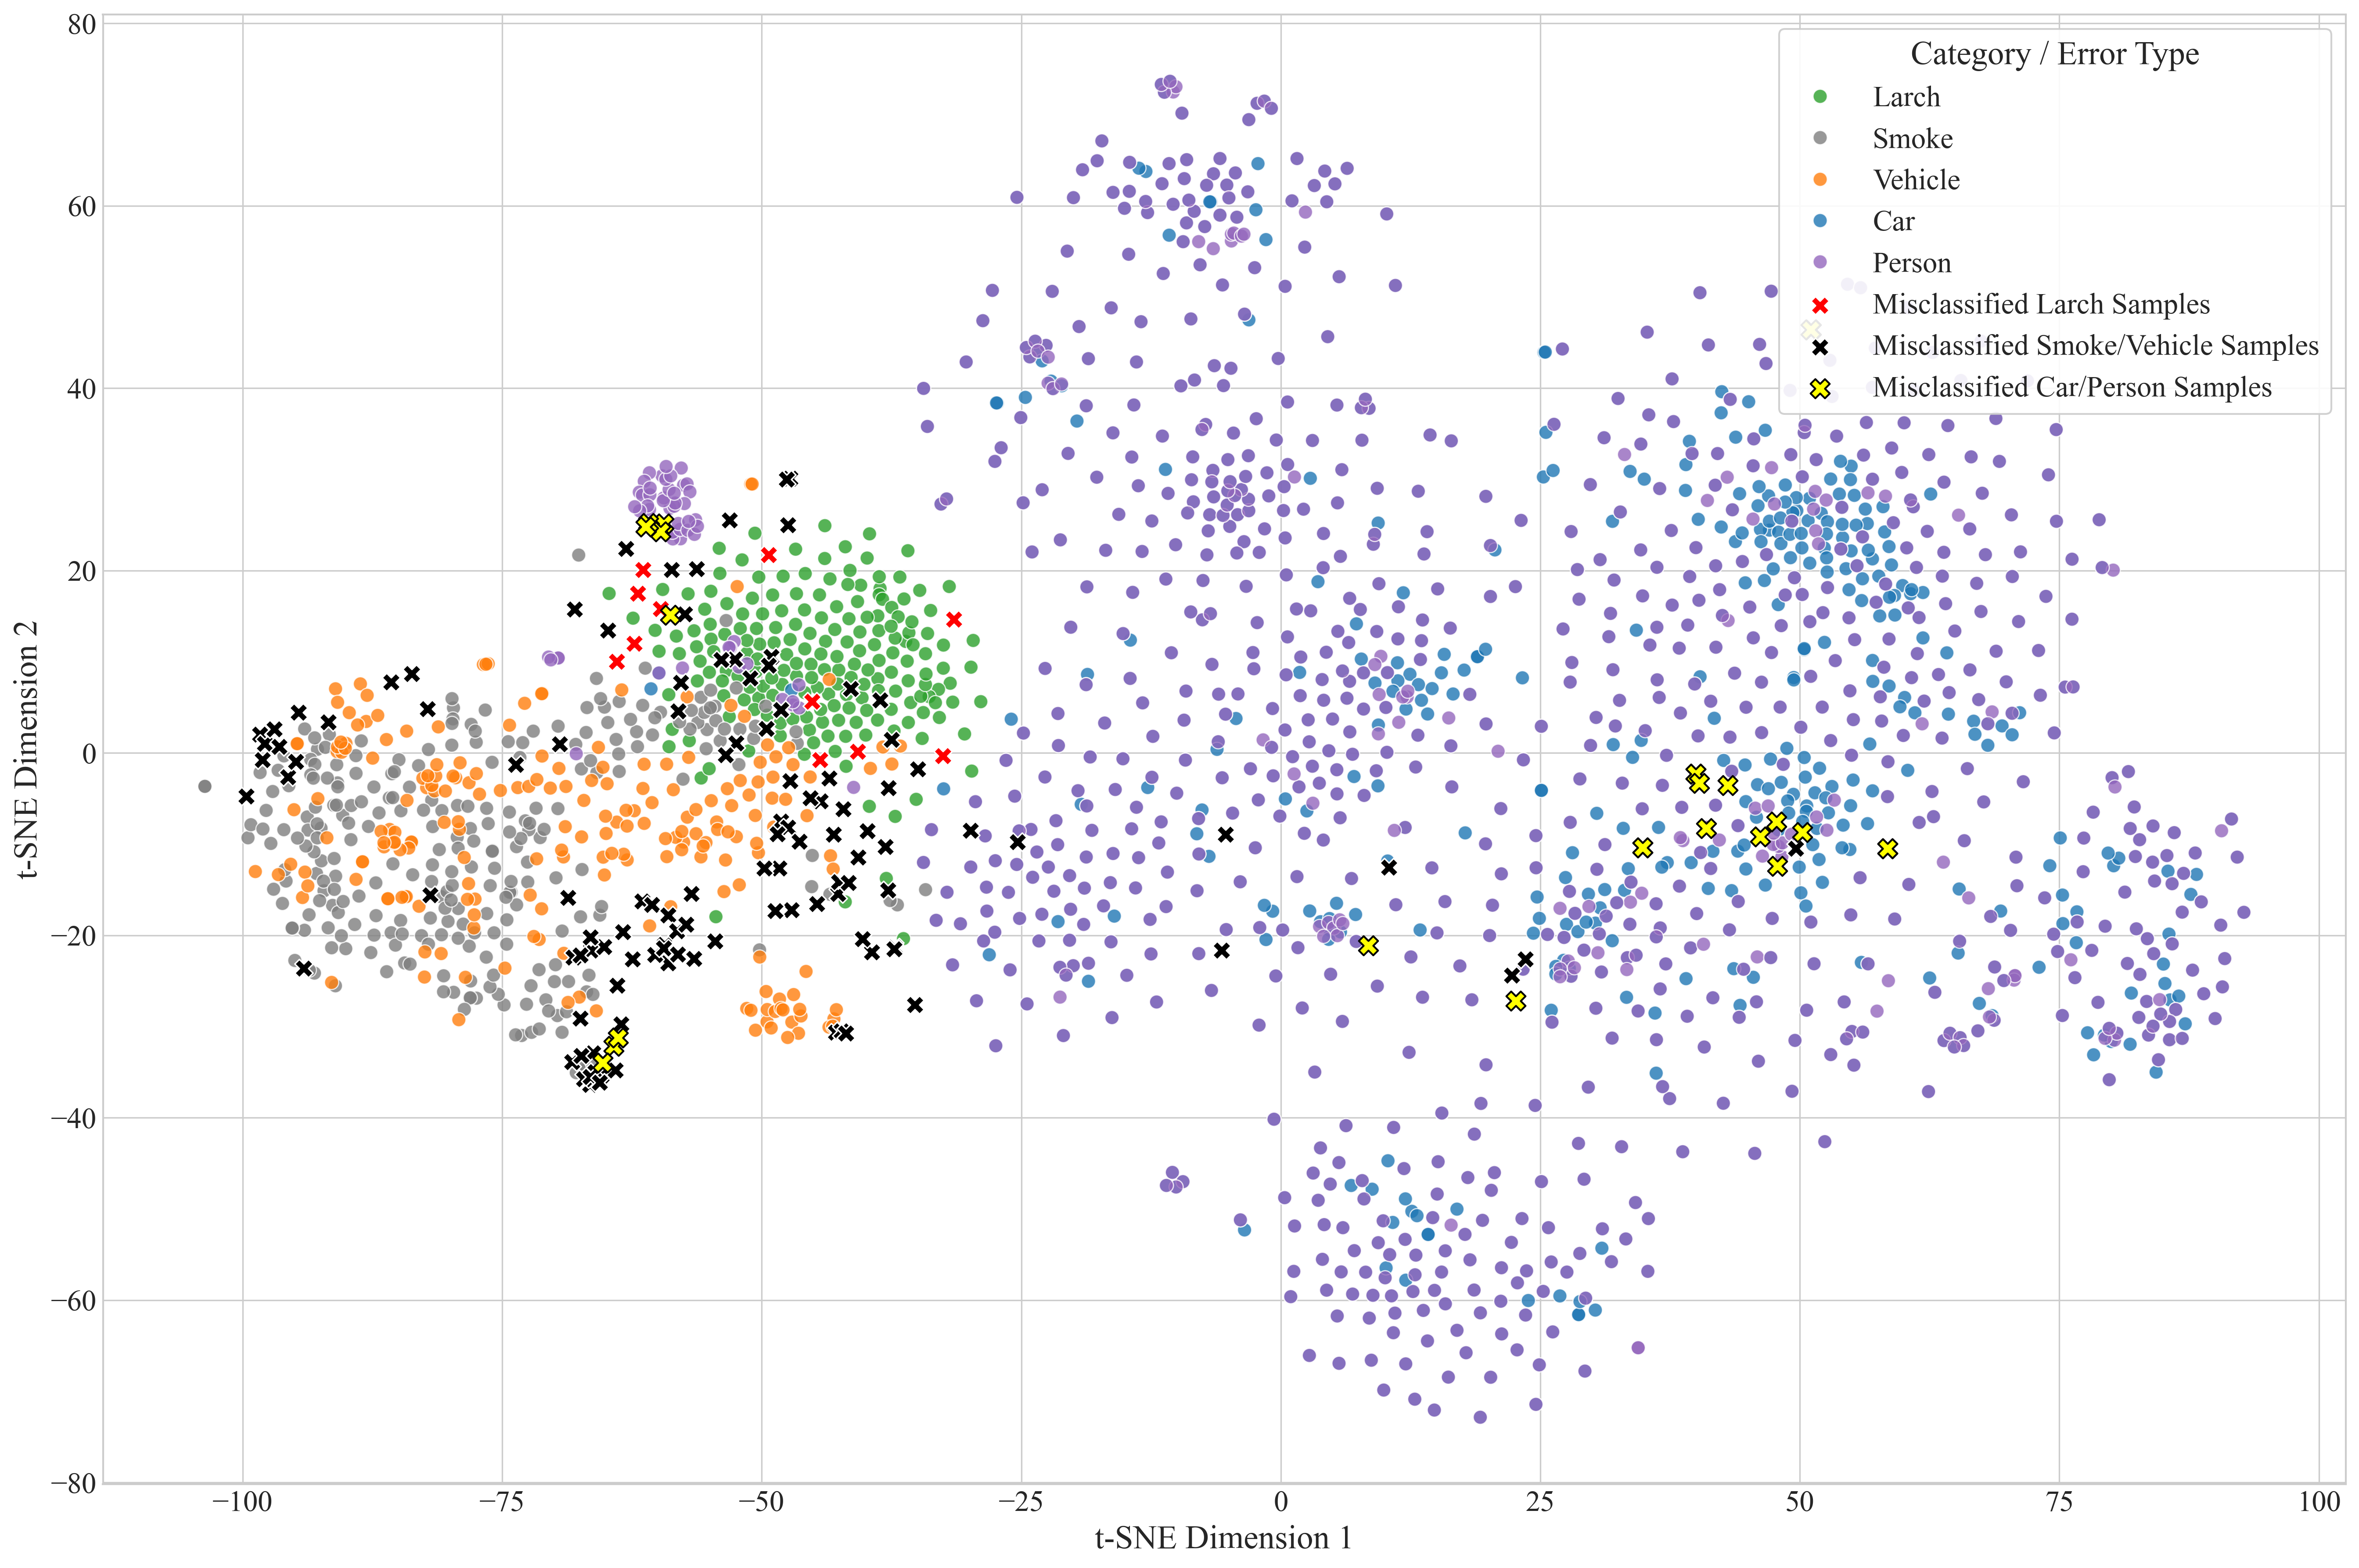 80
60
40
20
0
−20
−40
−60
−80
t-SNE Dimension 2
Category / Error Type
Larch
Smoke
Vehicle
Car
Person
Misclassified Larch Samples
Misclassified Smoke/Vehicle Samples
Misclassified Car/Person Samples
−100 −75 −50 −25 0 25 50 75 100
t-SNE Dimension 1